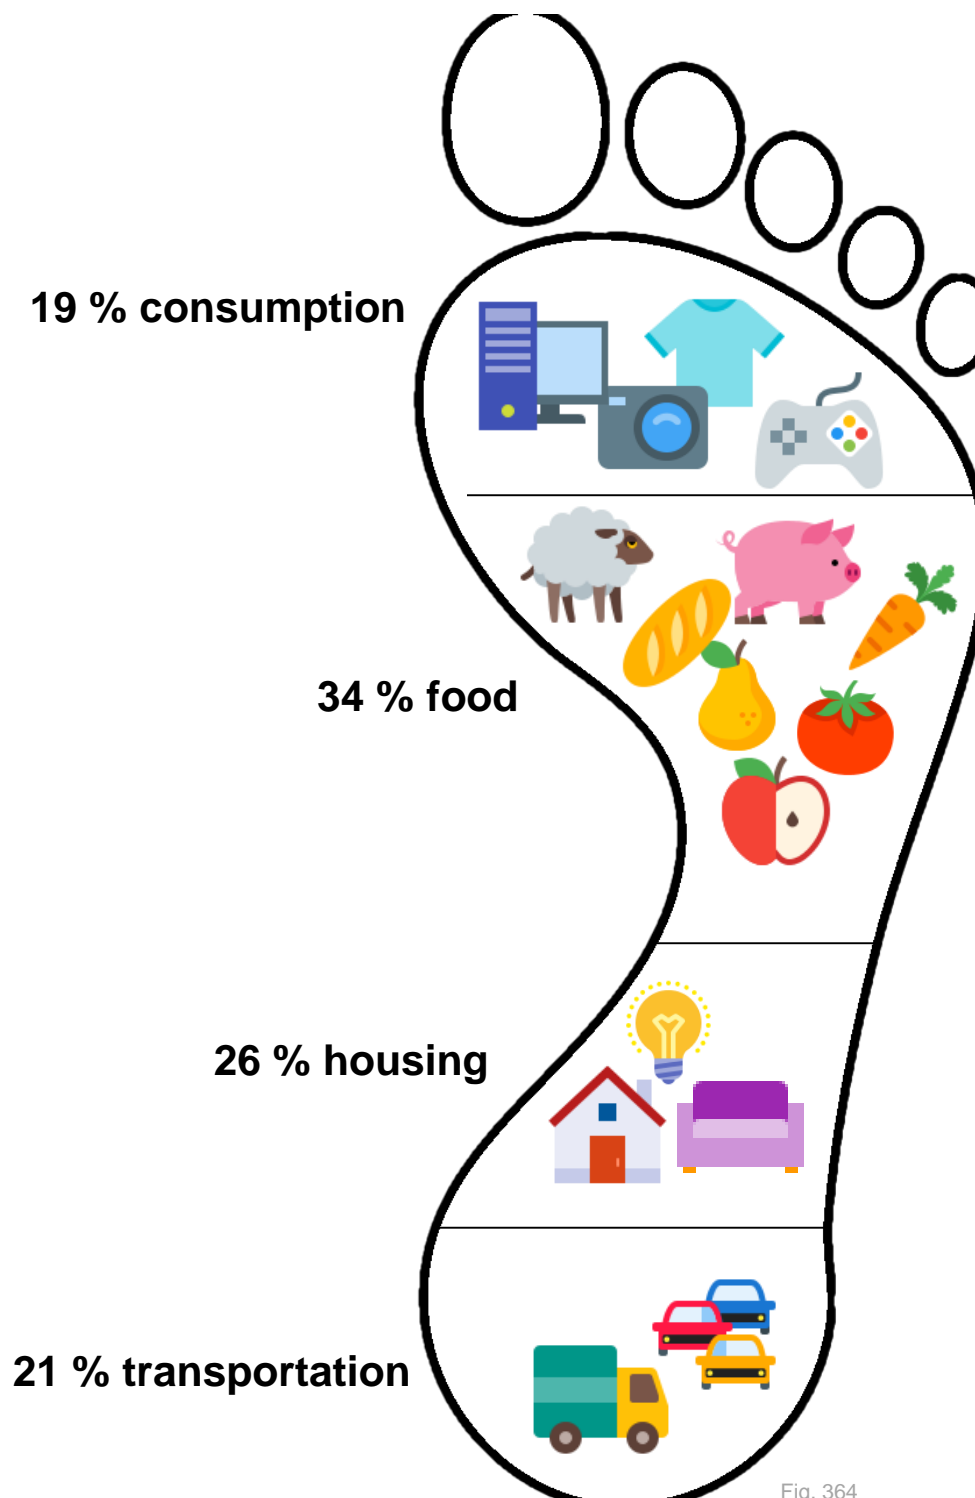 19 % consumption
34 % food
26 % housing
21 % transportation
Fig. 364